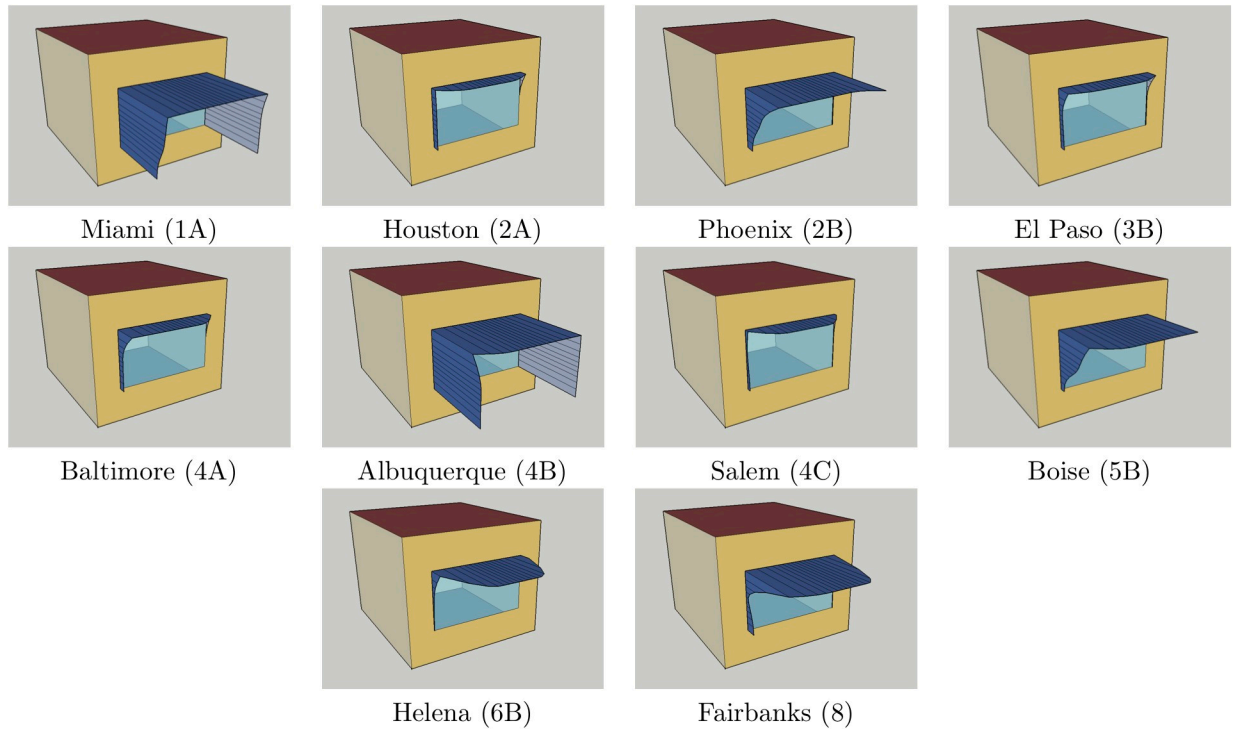 Miami (1A)
Houston (2A)
Phoenix (2B)
El Paso (3B)
Baltimore (4A)
Albuquerque (4B)
Salem (4C)
Boise (5B)
Helena (6B)
Fairbanks (8)